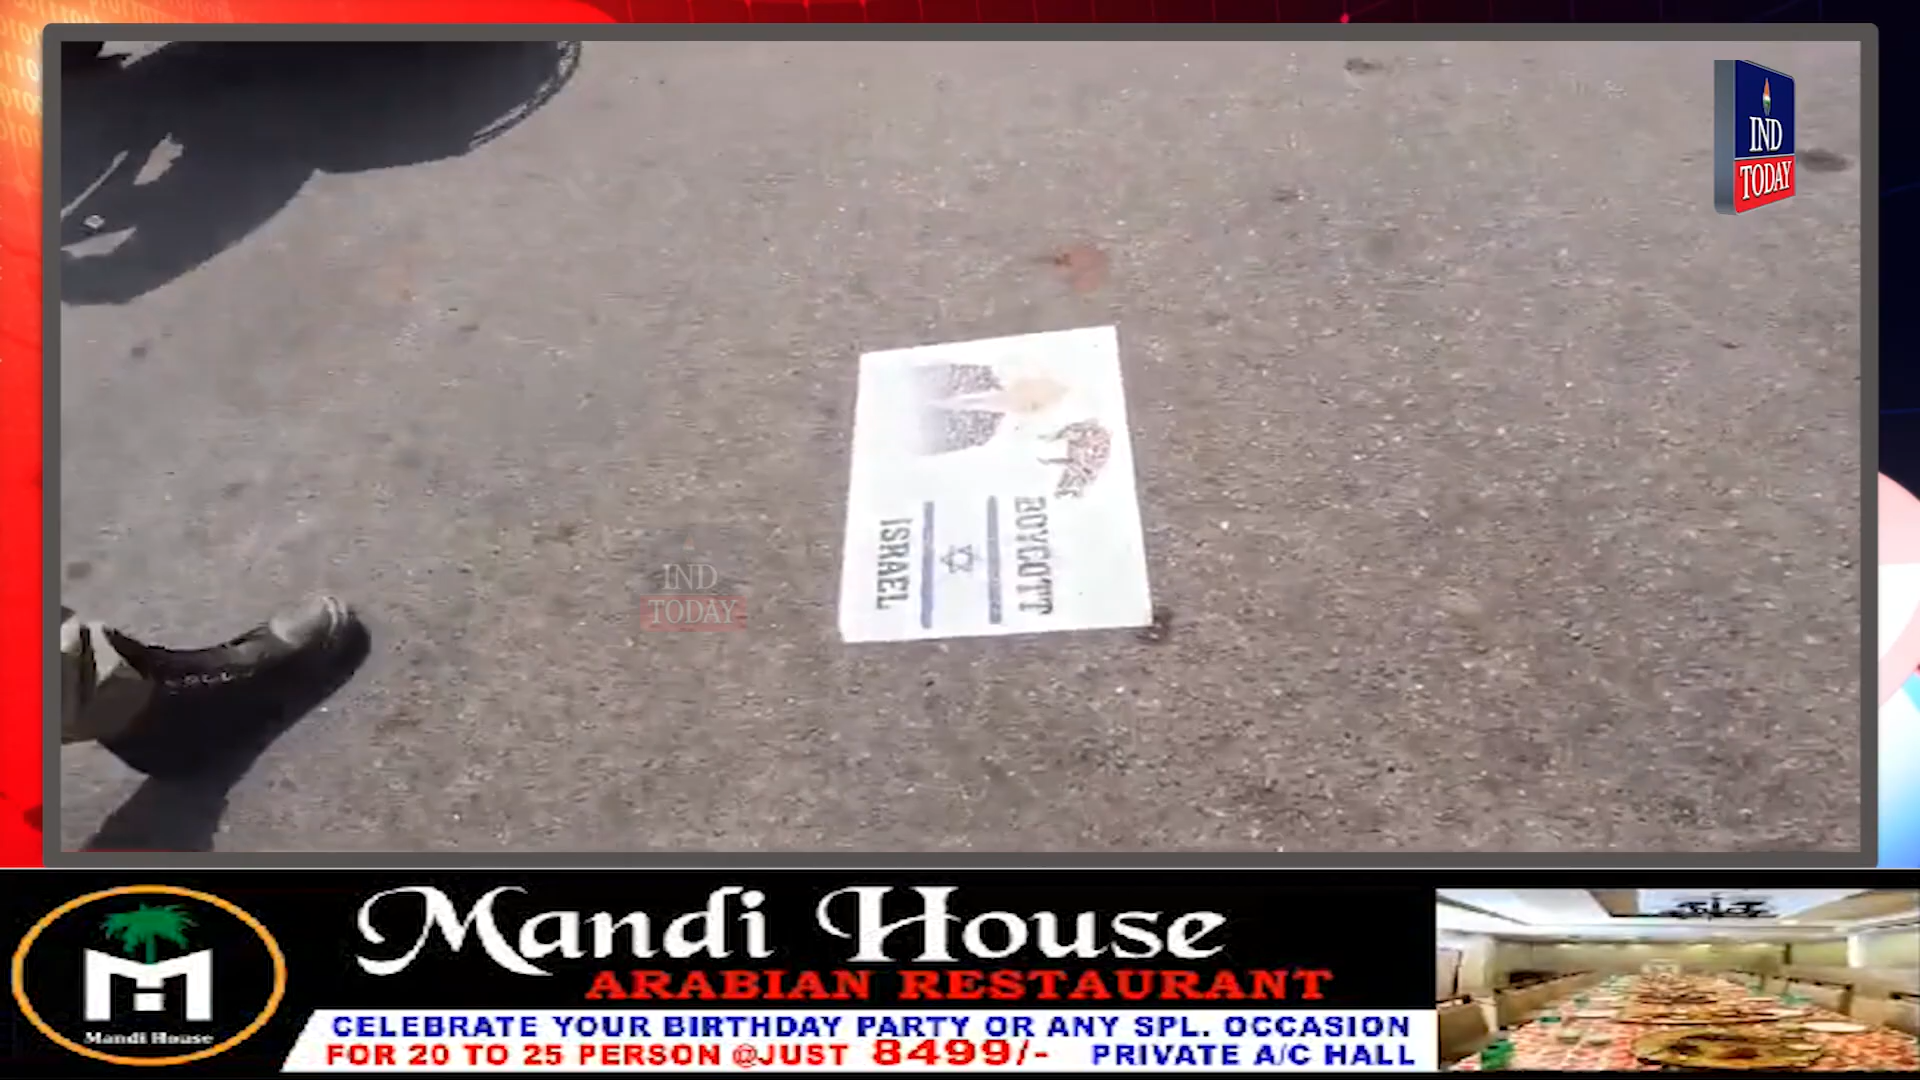 IND
TODAY
BOYCOTT
ISRAEL
IND
TODAY
Mandi House
ARABIAN RESTAURANT
Mandi House
CELEBRATE YOUR BIRTHDAY PARTY OR ANY SPL. OCCASION
FOR 20 TO 25 PERSON @JUST 8499/- PRIVATE A/C HALL